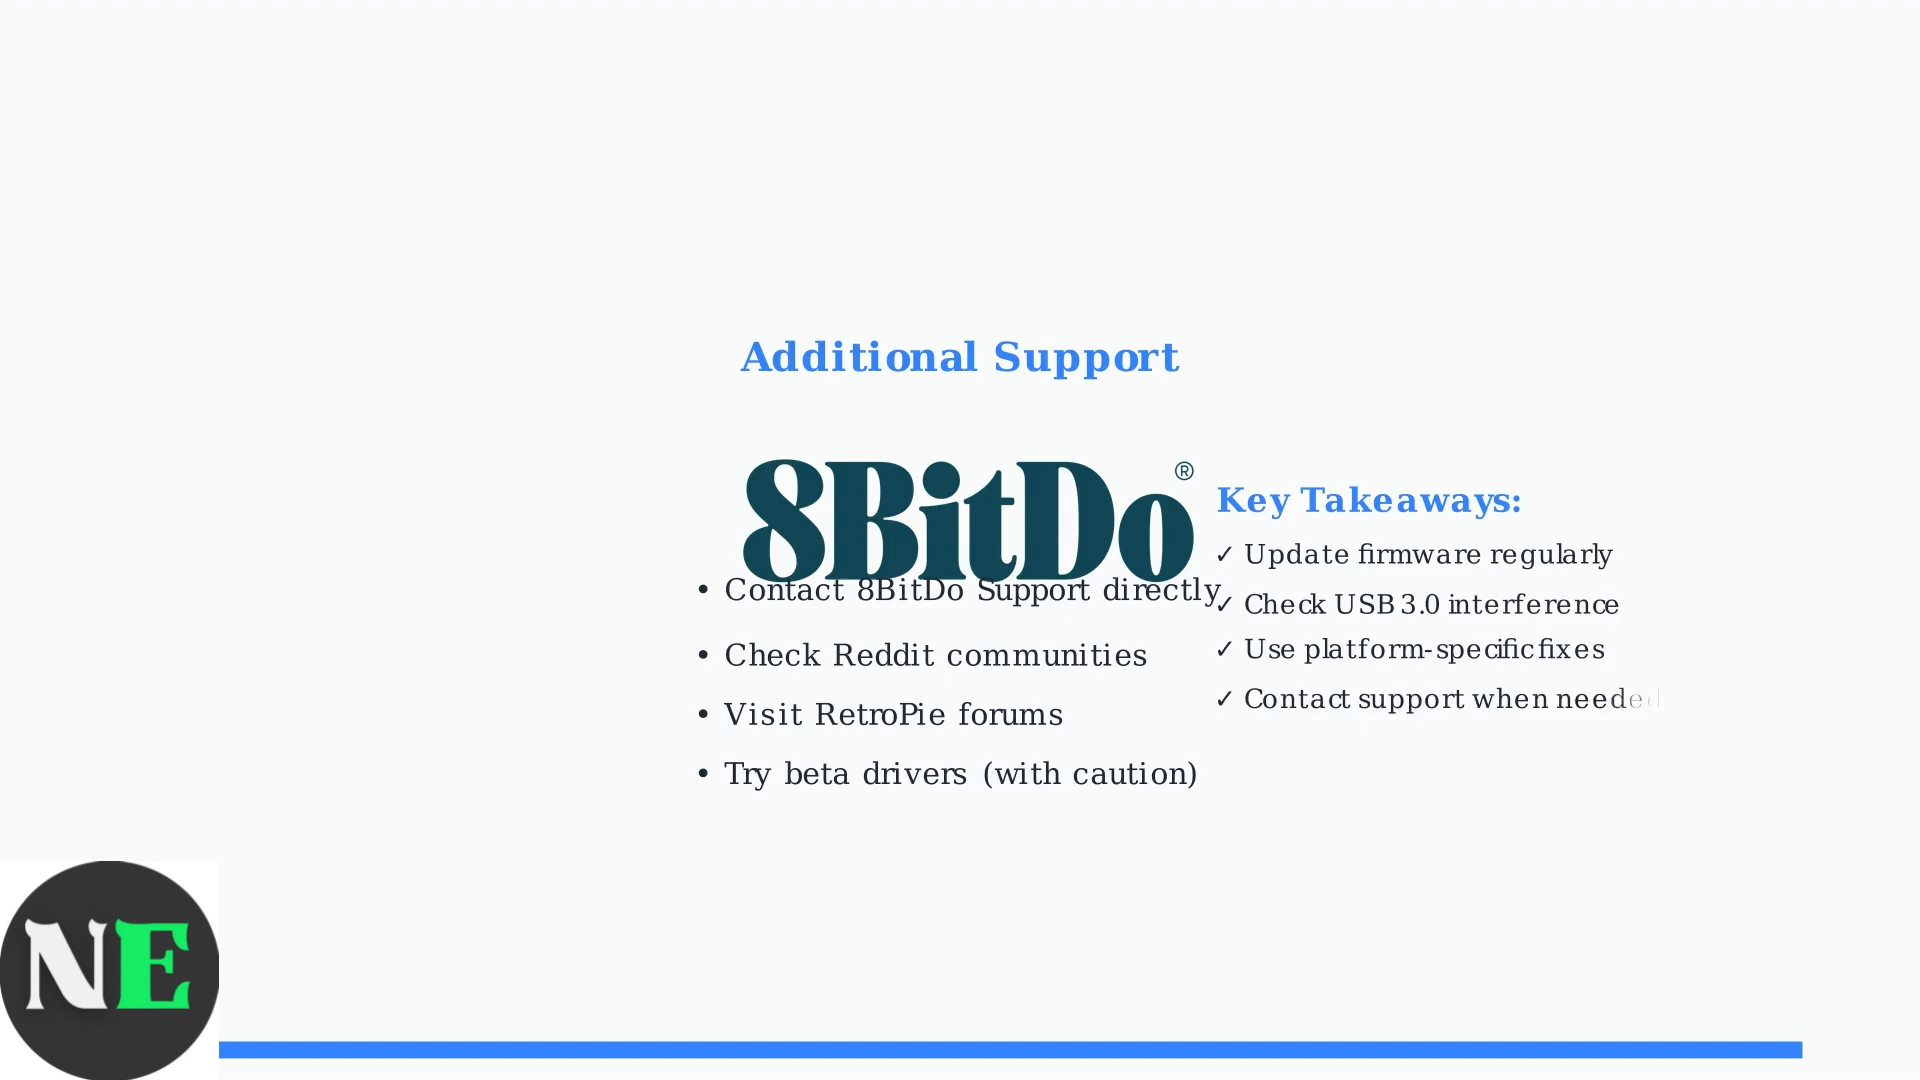 Additional Support
8BitDo®
• Contact 8BitDo Support directly
• Check Reddit communities
• Visit RetroPie forums
• Try beta drivers (with caution)
Key Takeaways:
✓ Update firmware regularly
✓ Check USB 3.0 interference
✓ Use platform-specific fixes
✓ Contact support when needed
NE